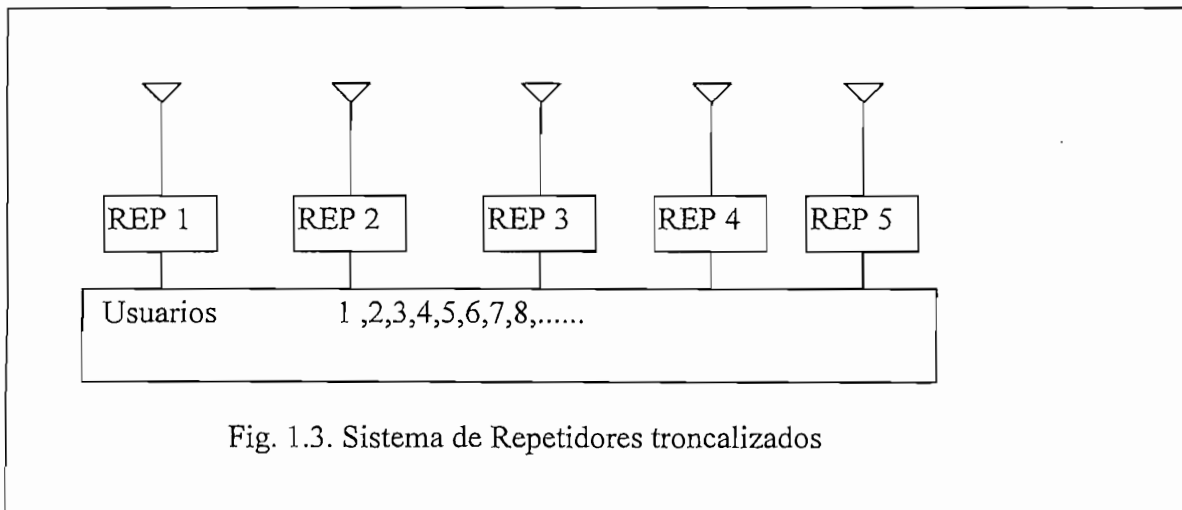 REP 1 REP 2 REP 3 REP 4 REP 5
Usuarios 1 ,2,3,4,5,6,7,8,......
Fig. 1.3. Sistema de Repetidores troncalizados